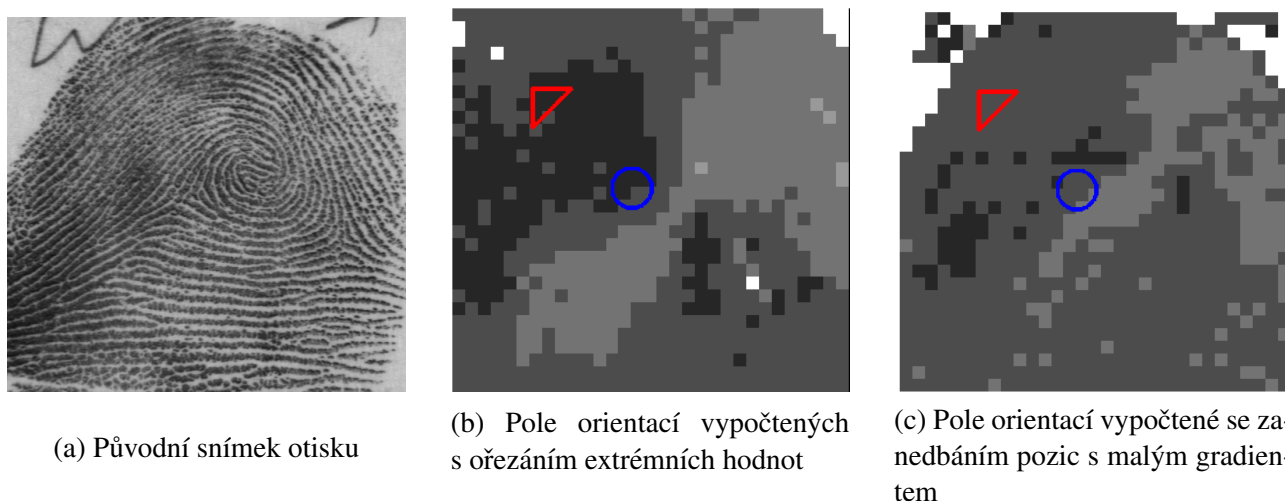 (a) Původní snímek otisku
(b) Pole orientací vypočtených
s ořezáním extrémních hodnot
(c) Pole orientací vypočtené se za-
nedbáním pozic s malým gradien-
tem